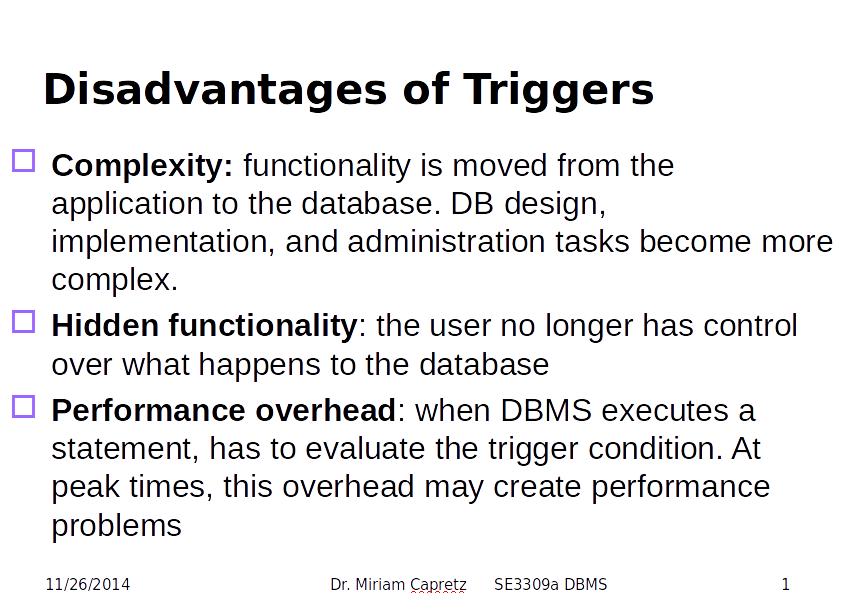 Disadvantages of Triggers
Complexity: functionality is moved from the
application to the database. DB design,
implementation, and administration tasks become more
complex.
Hidden functionality: the user no longer has control
over what happens to the database
Performance overhead: when DBMS executes a
statement, has to evaluate the trigger condition. At
peak times, this overhead may create performance
problems
11/26/2014 Dr. Miriam Capretz SE3309a DBMS 1